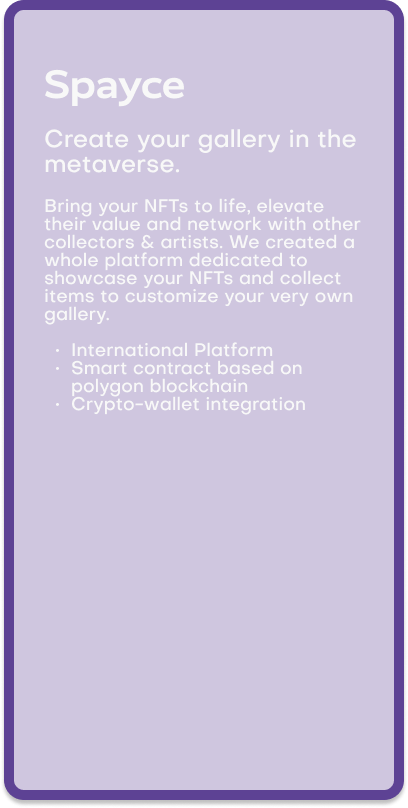 Spayce
Create your gallery in the
metaverse.
Bring your NFTs to life, elevate
their value and network with other
collectors & artists. We created a
whole platform dedicated to
showcase your NFTs and collect
items to customize your very own
gallery.
· International Platform
· Smart contract based on
polygon blockchain
· Crypto-wallet integration